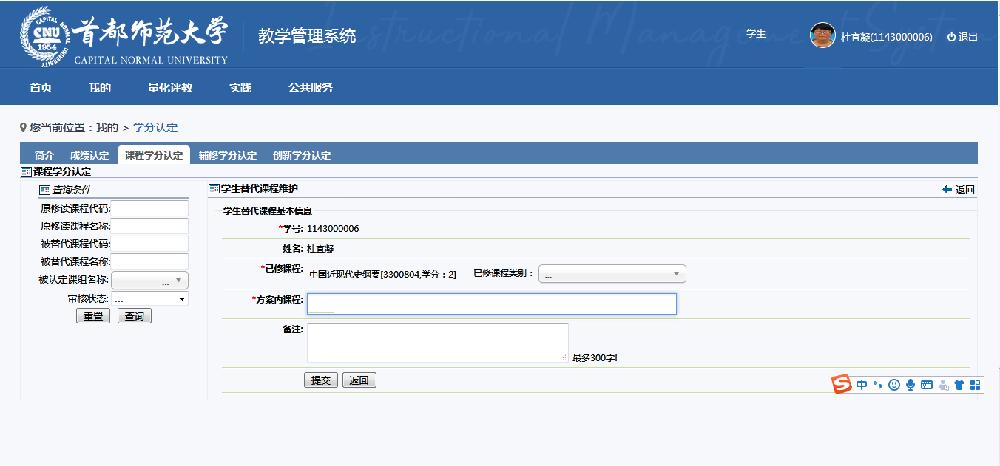 CAPITAL NORMAL UNIVERSITY
CNU
1954
首都师范大学
CAPITAL NORMAL UNIVERSITY
教学管理系统
Instructional Management System
学生
杜宜凝(1143000006)
退出
首页
我的
量化评教
实践
公共服务
您当前位置：我的 > 学分认定
简介
成绩认定
课程学分认定
辅修学分认定
创新学分认定
课程学分认定
查询条件
原修读课程代码:
原修读课程名称:
被替代课程代码:
被替代课程名称:
被认定课组名称: ...
审核状态: ...
重置 查询
学生替代课程维护
返回
学生替代课程基本信息
*学号: 1143000006
姓名: 杜宜凝
*已修课程: 中国近现代史纲要[3300804,学分：2] 已修课程类别： ...
*方案内课程:
备注:
最多300字!
提交 返回
S 中